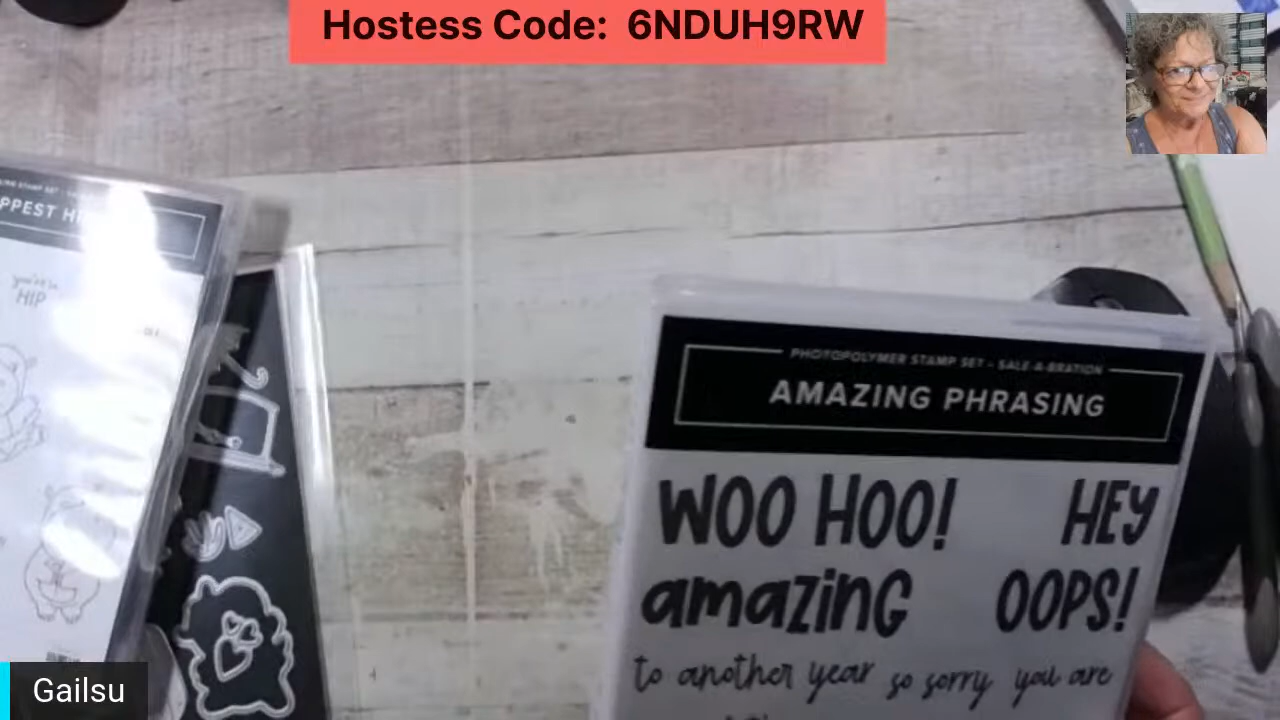 Hostess Code: 6NDUH9RW
you're so
HIP
PHOTOPOLYMER STAMP SET - SALE-A-BRATION
AMAZING PHRASING
WOO HOO! HEY
amazinG OOPS!
to another year so sorry you are
Gailsu